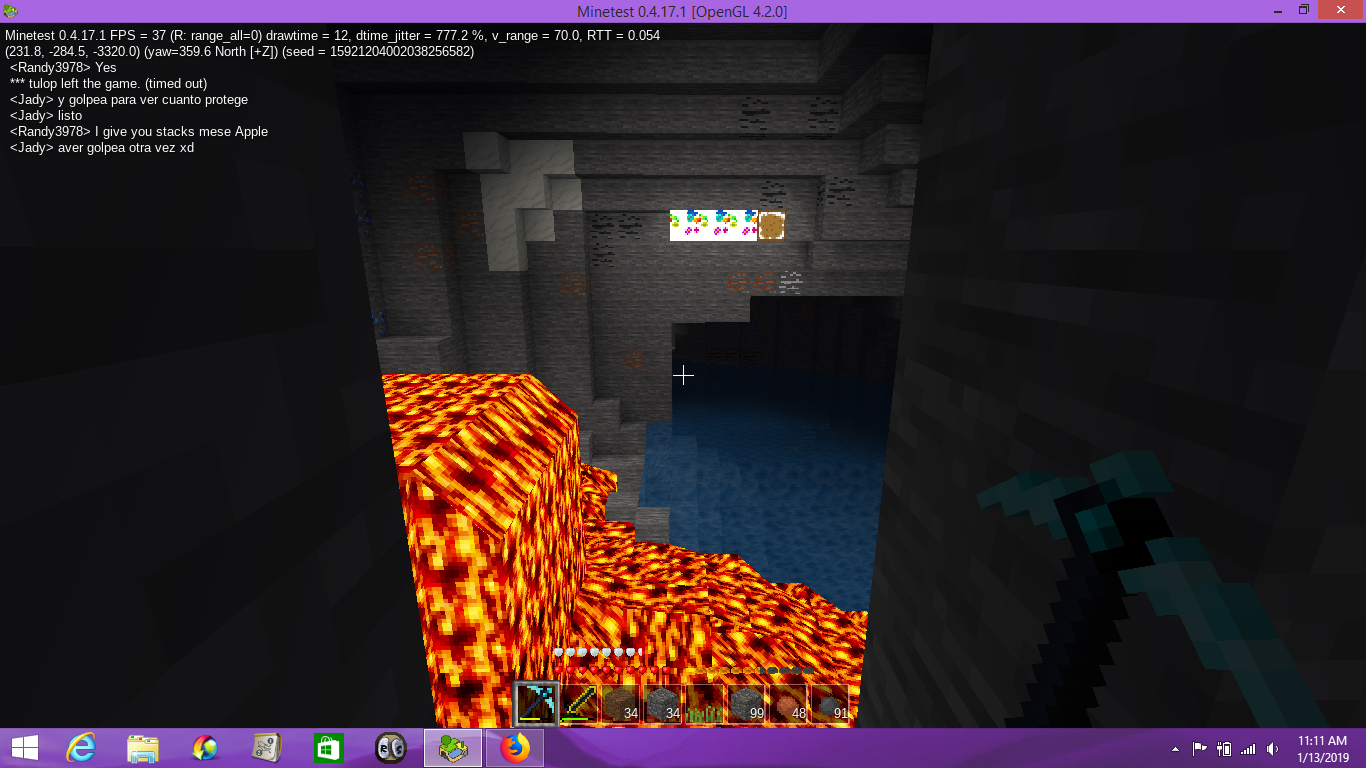 Minetest 0.4.17.1 [OpenGL 4.2.0]
Minetest 0.4.17.1 FPS = 37 (R: range_all=0) drawtime = 12, dtime_jitter = 777.2 %, v_range = 70.0, RTT = 0.054
(231.8, -284.5, -3320.0) (yaw=359.6 North [+Z]) (seed = 15921204002038256582)
<Randy3978> Yes
*** tulop left the game. (timed out)
<Jady> y golpea para ver cuanto protege
<Jady> listo
<Randy3978> I give you stacks mese Apple
<Jady> aver golpea otra vez xd
34 34 99 48 91
11:11 AM
1/13/2019